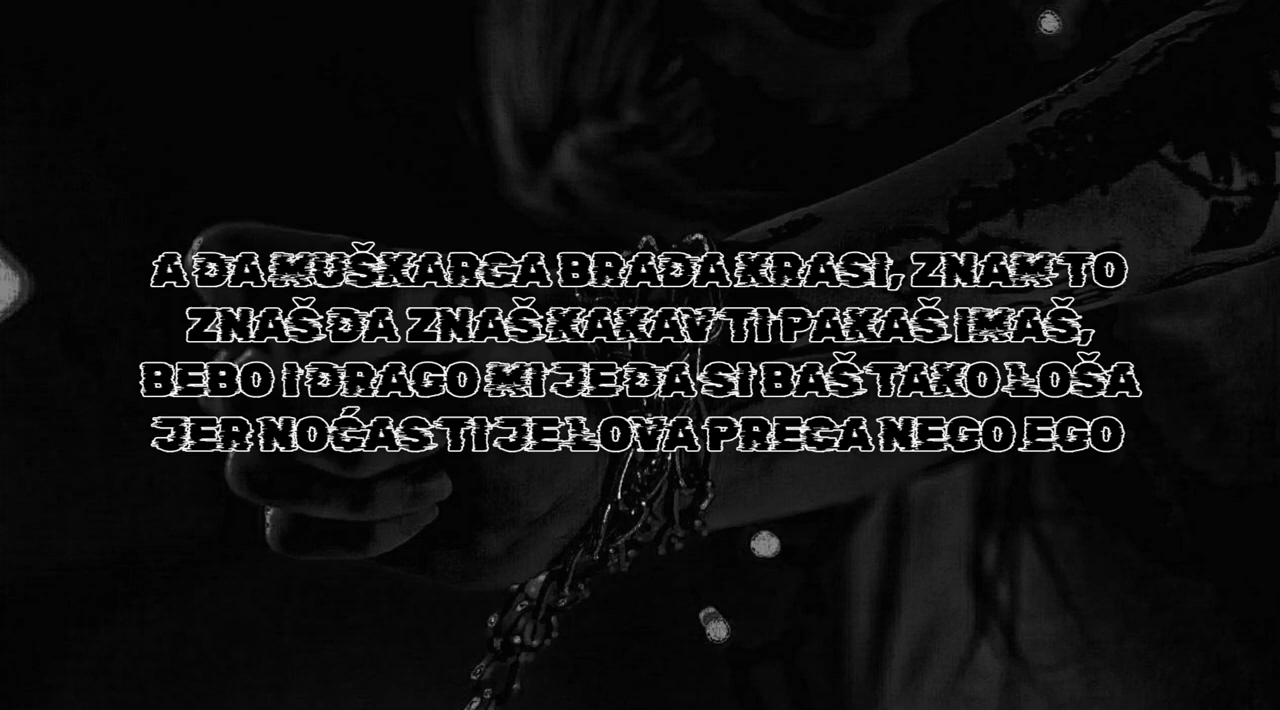 A DA MUŠKARCA BRADA KRASI, ZNAM TO
ZNAŠ DA ZNAŠ KAKAV TI PAKAŠ IMAŠ,
BEBO I DRAGO MI JE DA SI BAŠ TAKO LOŠA
JER NOĆAS TI JE LOVA PRECA NEGO EGO